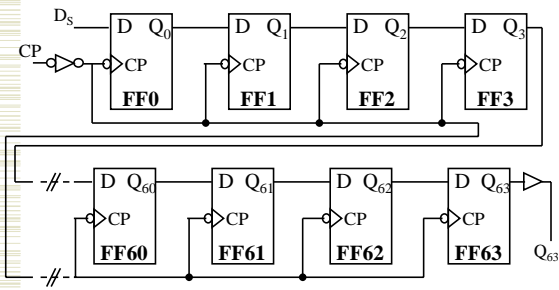 D_S
D Q₀ D Q₁ D Q₂ D Q₃
CP
CP CP CP CP
FF0 FF1 FF2 FF3
D Q₆₀ D Q₆₁ D Q₆₂ D Q₆₃
CP CP CP CP
FF60 FF61 FF62 FF63
Q₆₃